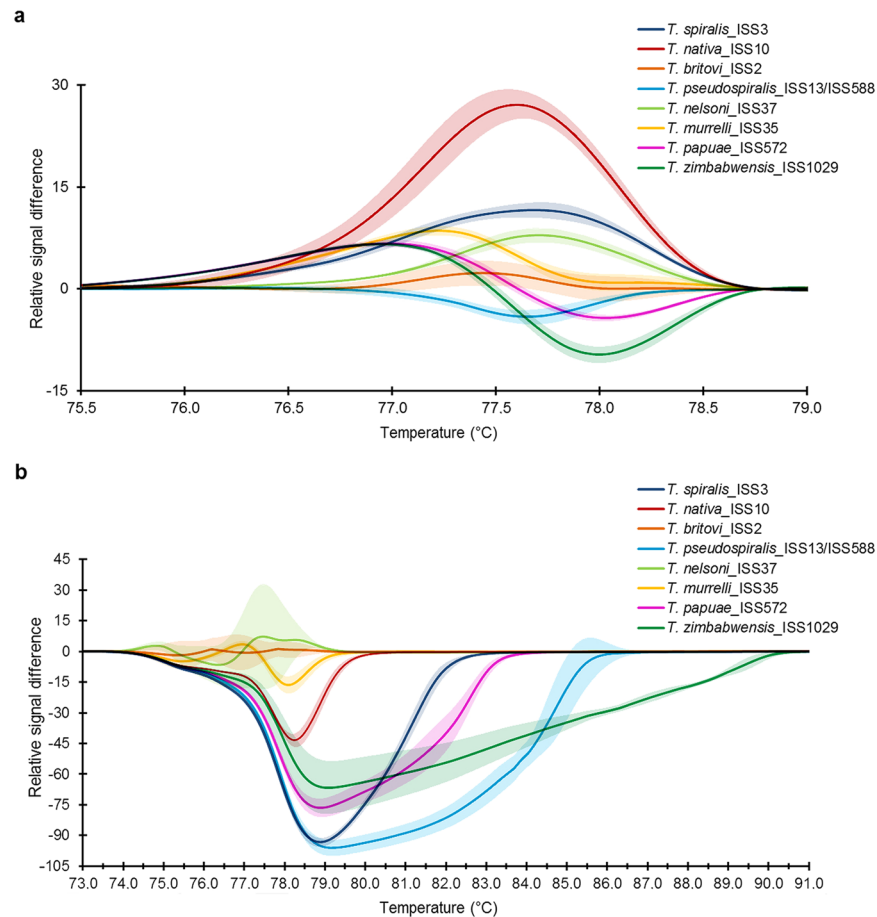 a
T. spiralis_ISS3
T. nativa_ISS10
T. britovi_ISS2
T. pseudospiralis_ISS13/ISS588
T. nelsoni_ISS37
T. murrelli_ISS35
T. papuae_ISS572
T. zimbabwensis_ISS1029
30
15
0
-15
Relative signal difference
75.5 76.0 76.5 77.0 77.5 78.0 78.5 79.0
Temperature (°C)
b
T. spiralis_ISS3
T. nativa_ISS10
T. britovi_ISS2
T. pseudospiralis_ISS13/ISS588
T. nelsoni_ISS37
T. murrelli_ISS35
T. papuae_ISS572
T. zimbabwensis_ISS1029
45
30
15
0
-15
-30
-45
-60
-75
-90
-105
Relative signal difference
73.0 74.0 75.0 76.0 77.0 78.0 79.0 80.0 81.0 82.0 83.0 84.0 85.0 86.0 87.0 88.0 89.0 90.0 91.0
Temperature (°C)